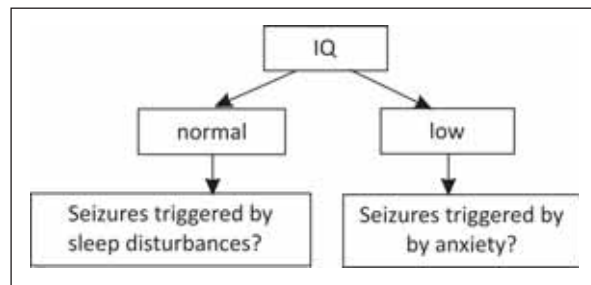 IQ
normal
low
Seizures triggered by
sleep disturbances?
Seizures triggered by
by anxiety?